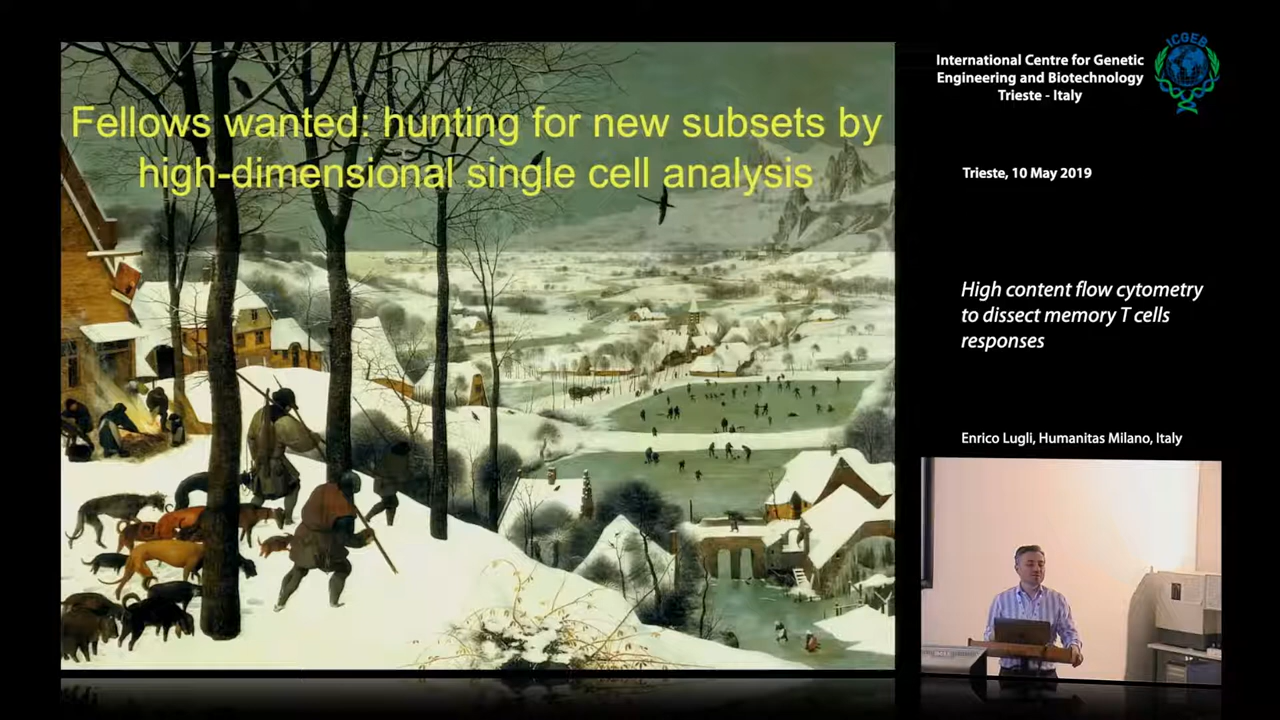 Fellows wanted: hunting for new subsets by
high-dimensional single cell analysis
International Centre for Genetic
Engineering and Biotechnology
Trieste - Italy
ICGEB
Trieste, 10 May 2019
High content flow cytometry
to dissect memory T cells
responses
Enrico Lugli, Humanitas Milano, Italy